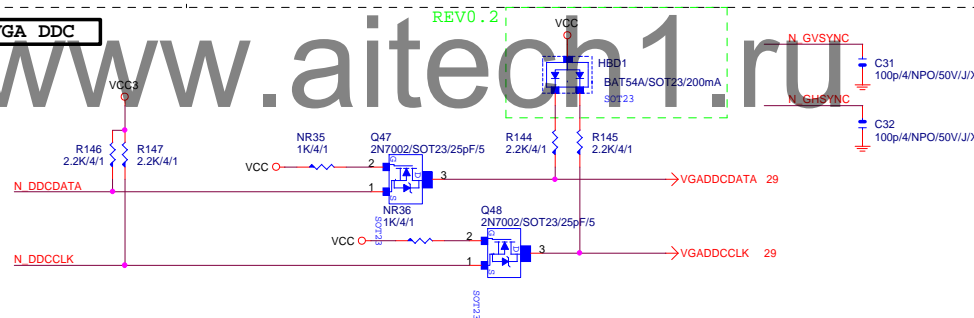 VGA DDC
REV0.2
www.aitech1.ru
VCC
HBD1
BAT54A/SOT23/200mA
SOT23
N_GVSYNC
C31
100p/4/NPO/50V/J/X
N_GHSYNC
C32
100p/4/NPO/50V/J/X
VCC3
R146
2.2K/4/1
R147
2.2K/4/1
NR35
1K/4/1
Q47
2N7002/SOT23/25pF/5
R144
2.2K/4/1
R145
2.2K/4/1
VCC
2
G
D
3
VGADDCDATA 29
N_DDCDATA
1
S
SOT23
NR36
1K/4/1
Q48
2N7002/SOT23/25pF/5
VCC
2
G
D
3
VGADDCCLK 29
N_DDCCLK
1
S
SOT23